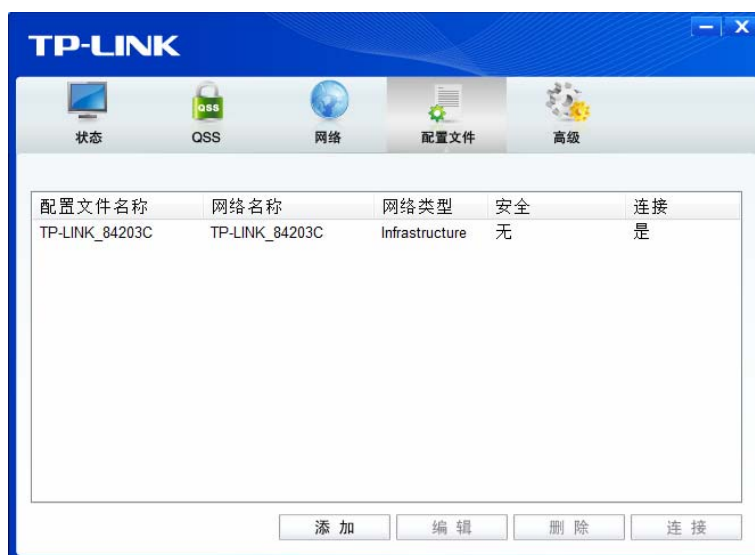 TP-LINK
QSS
状态 QSS 网络 配置文件 高级
配置文件名称 网络名称 网络类型 安全 连接
TP-LINK_84203C TP-LINK_84203C Infrastructure 无 是
添加 编辑 删除 连接